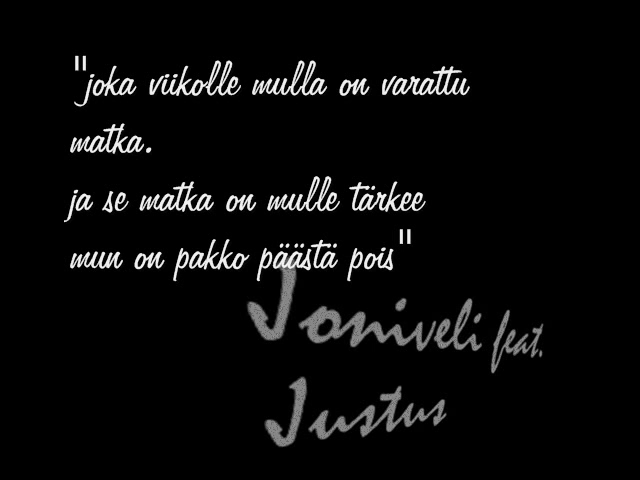 "joka viikolle mulla on varattu
matka.
ja se matka on mulle tärkee
mun on pakko päästä pois"
Joniveli feat.
Justus